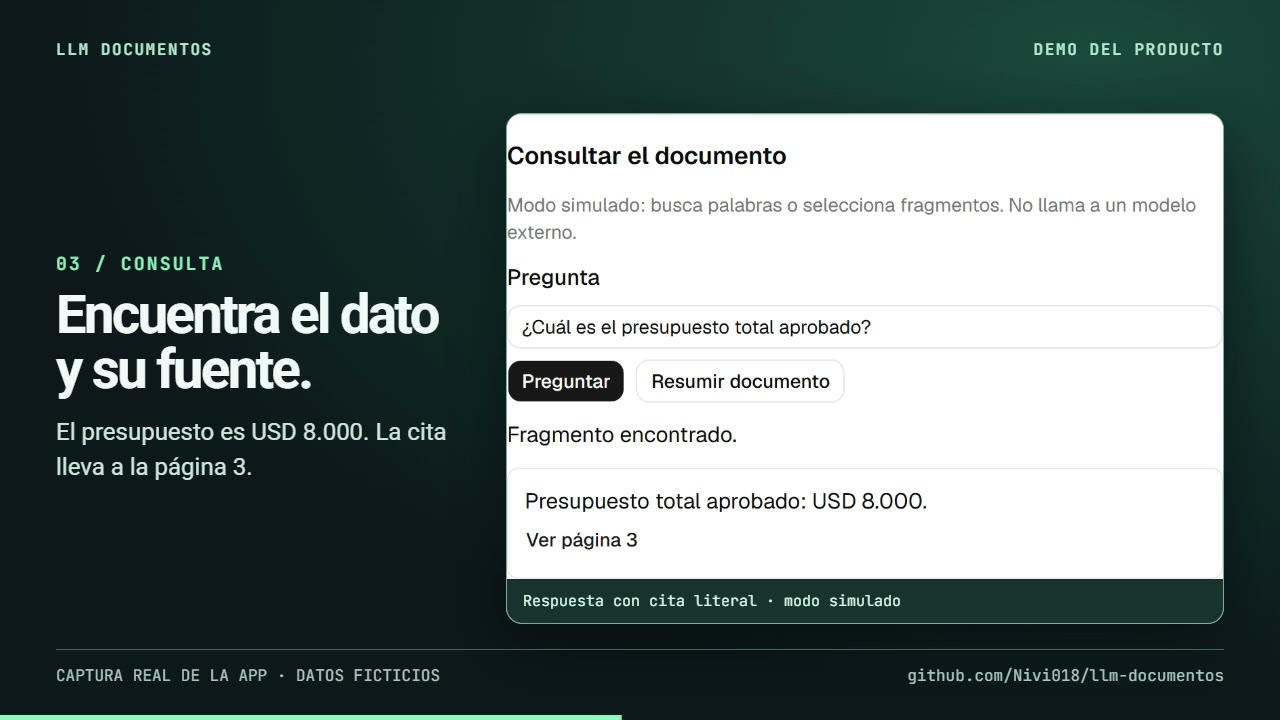 LLM DOCUMENTOS
DEMO DEL PRODUCTO
03 / CONSULTA
Encuentra el dato
y su fuente.
El presupuesto es USD 8.000. La cita
lleva a la página 3.
Consultar el documento
Modo simulado: busca palabras o selecciona fragmentos. No llama a un modelo
externo.
Pregunta
¿Cuál es el presupuesto total aprobado?
Preguntar
Resumir documento
Fragmento encontrado.
Presupuesto total aprobado: USD 8.000.
Ver página 3
Respuesta con cita literal · modo simulado
CAPTURA REAL DE LA APP · DATOS FICTICIOS
github.com/Nivi018/llm-documentos